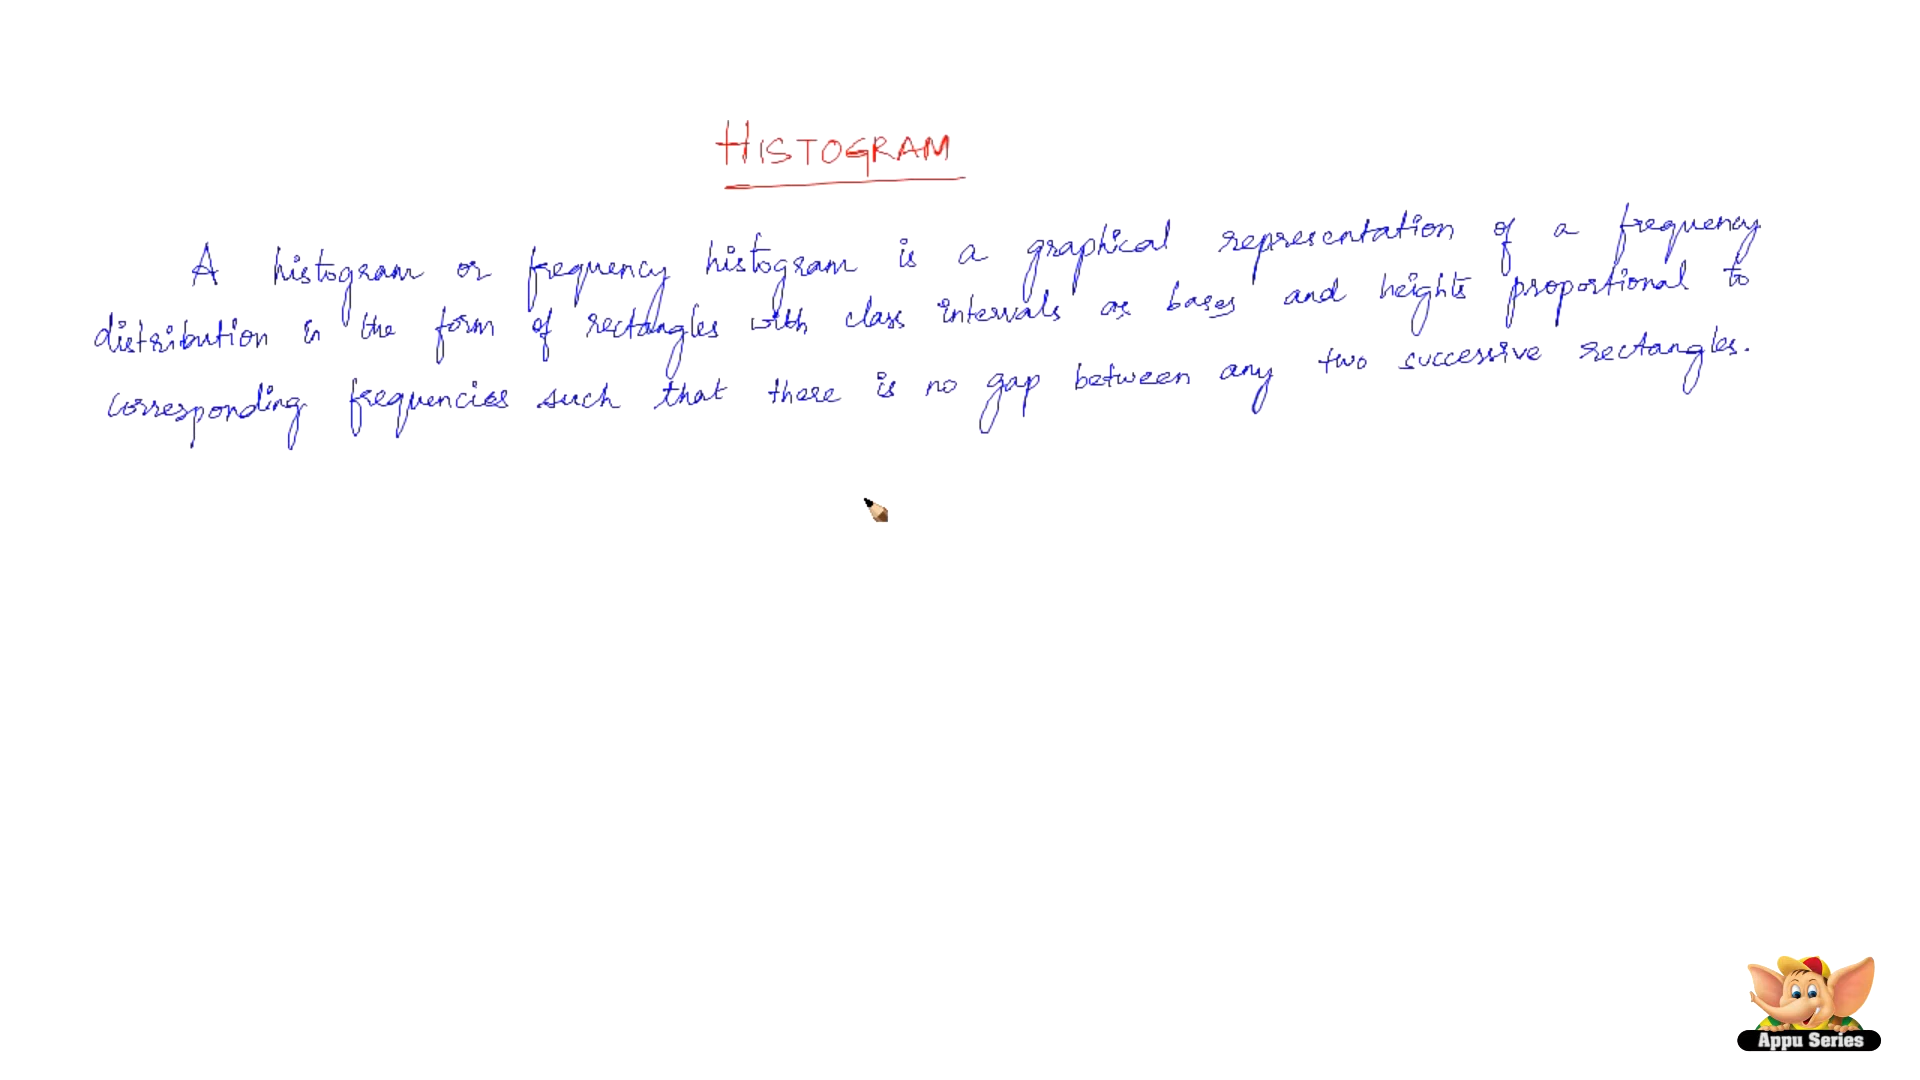 HISTOGRAM
A histogram or frequency histogram is a graphical representation of a frequency
distribution in the form of rectangles with class intervals as bases and heights proportional to
corresponding frequencies such that there is no gap between any two successive rectangles.
Appu Series